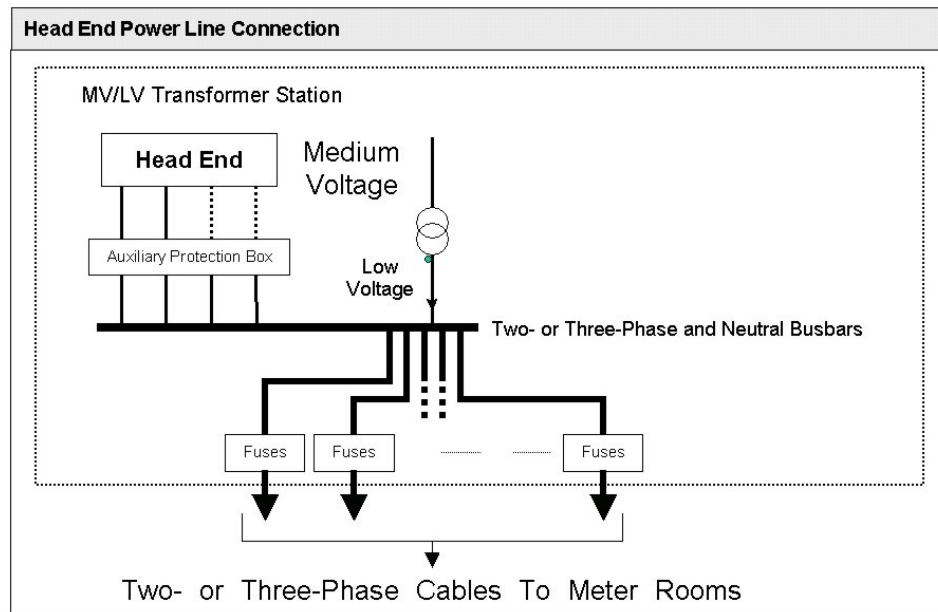 Head End Power Line Connection
MV/LV Transformer Station
Head End
Medium
Voltage
Auxiliary Protection Box
Low
Voltage
Two- or Three-Phase and Neutral Busbars
Fuses
Fuses
Fuses
Two- or Three-Phase Cables To Meter Rooms